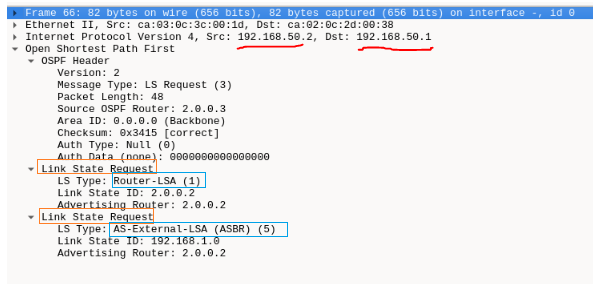 Frame 66: 82 bytes on wire (656 bits), 82 bytes captured (656 bits) on interface -, id 0
Ethernet II, Src: ca:03:0c:3c:00:1d, Dst: ca:02:0c:2d:00:38
Internet Protocol Version 4, Src: 192.168.50.2, Dst: 192.168.50.1
Open Shortest Path First
OSPF Header
Version: 2
Message Type: LS Request (3)
Packet Length: 48
Source OSPF Router: 2.0.0.3
Area ID: 0.0.0.0 (Backbone)
Checksum: 0x3415 [correct]
Auth Type: Null (0)
Auth Data (none): 0000000000000000
Link State Request
LS Type: Router-LSA (1)
Link State ID: 2.0.0.2
Advertising Router: 2.0.0.2
Link State Request
LS Type: AS-External-LSA (ASBR) (5)
Link State ID: 192.168.1.0
Advertising Router: 2.0.0.2